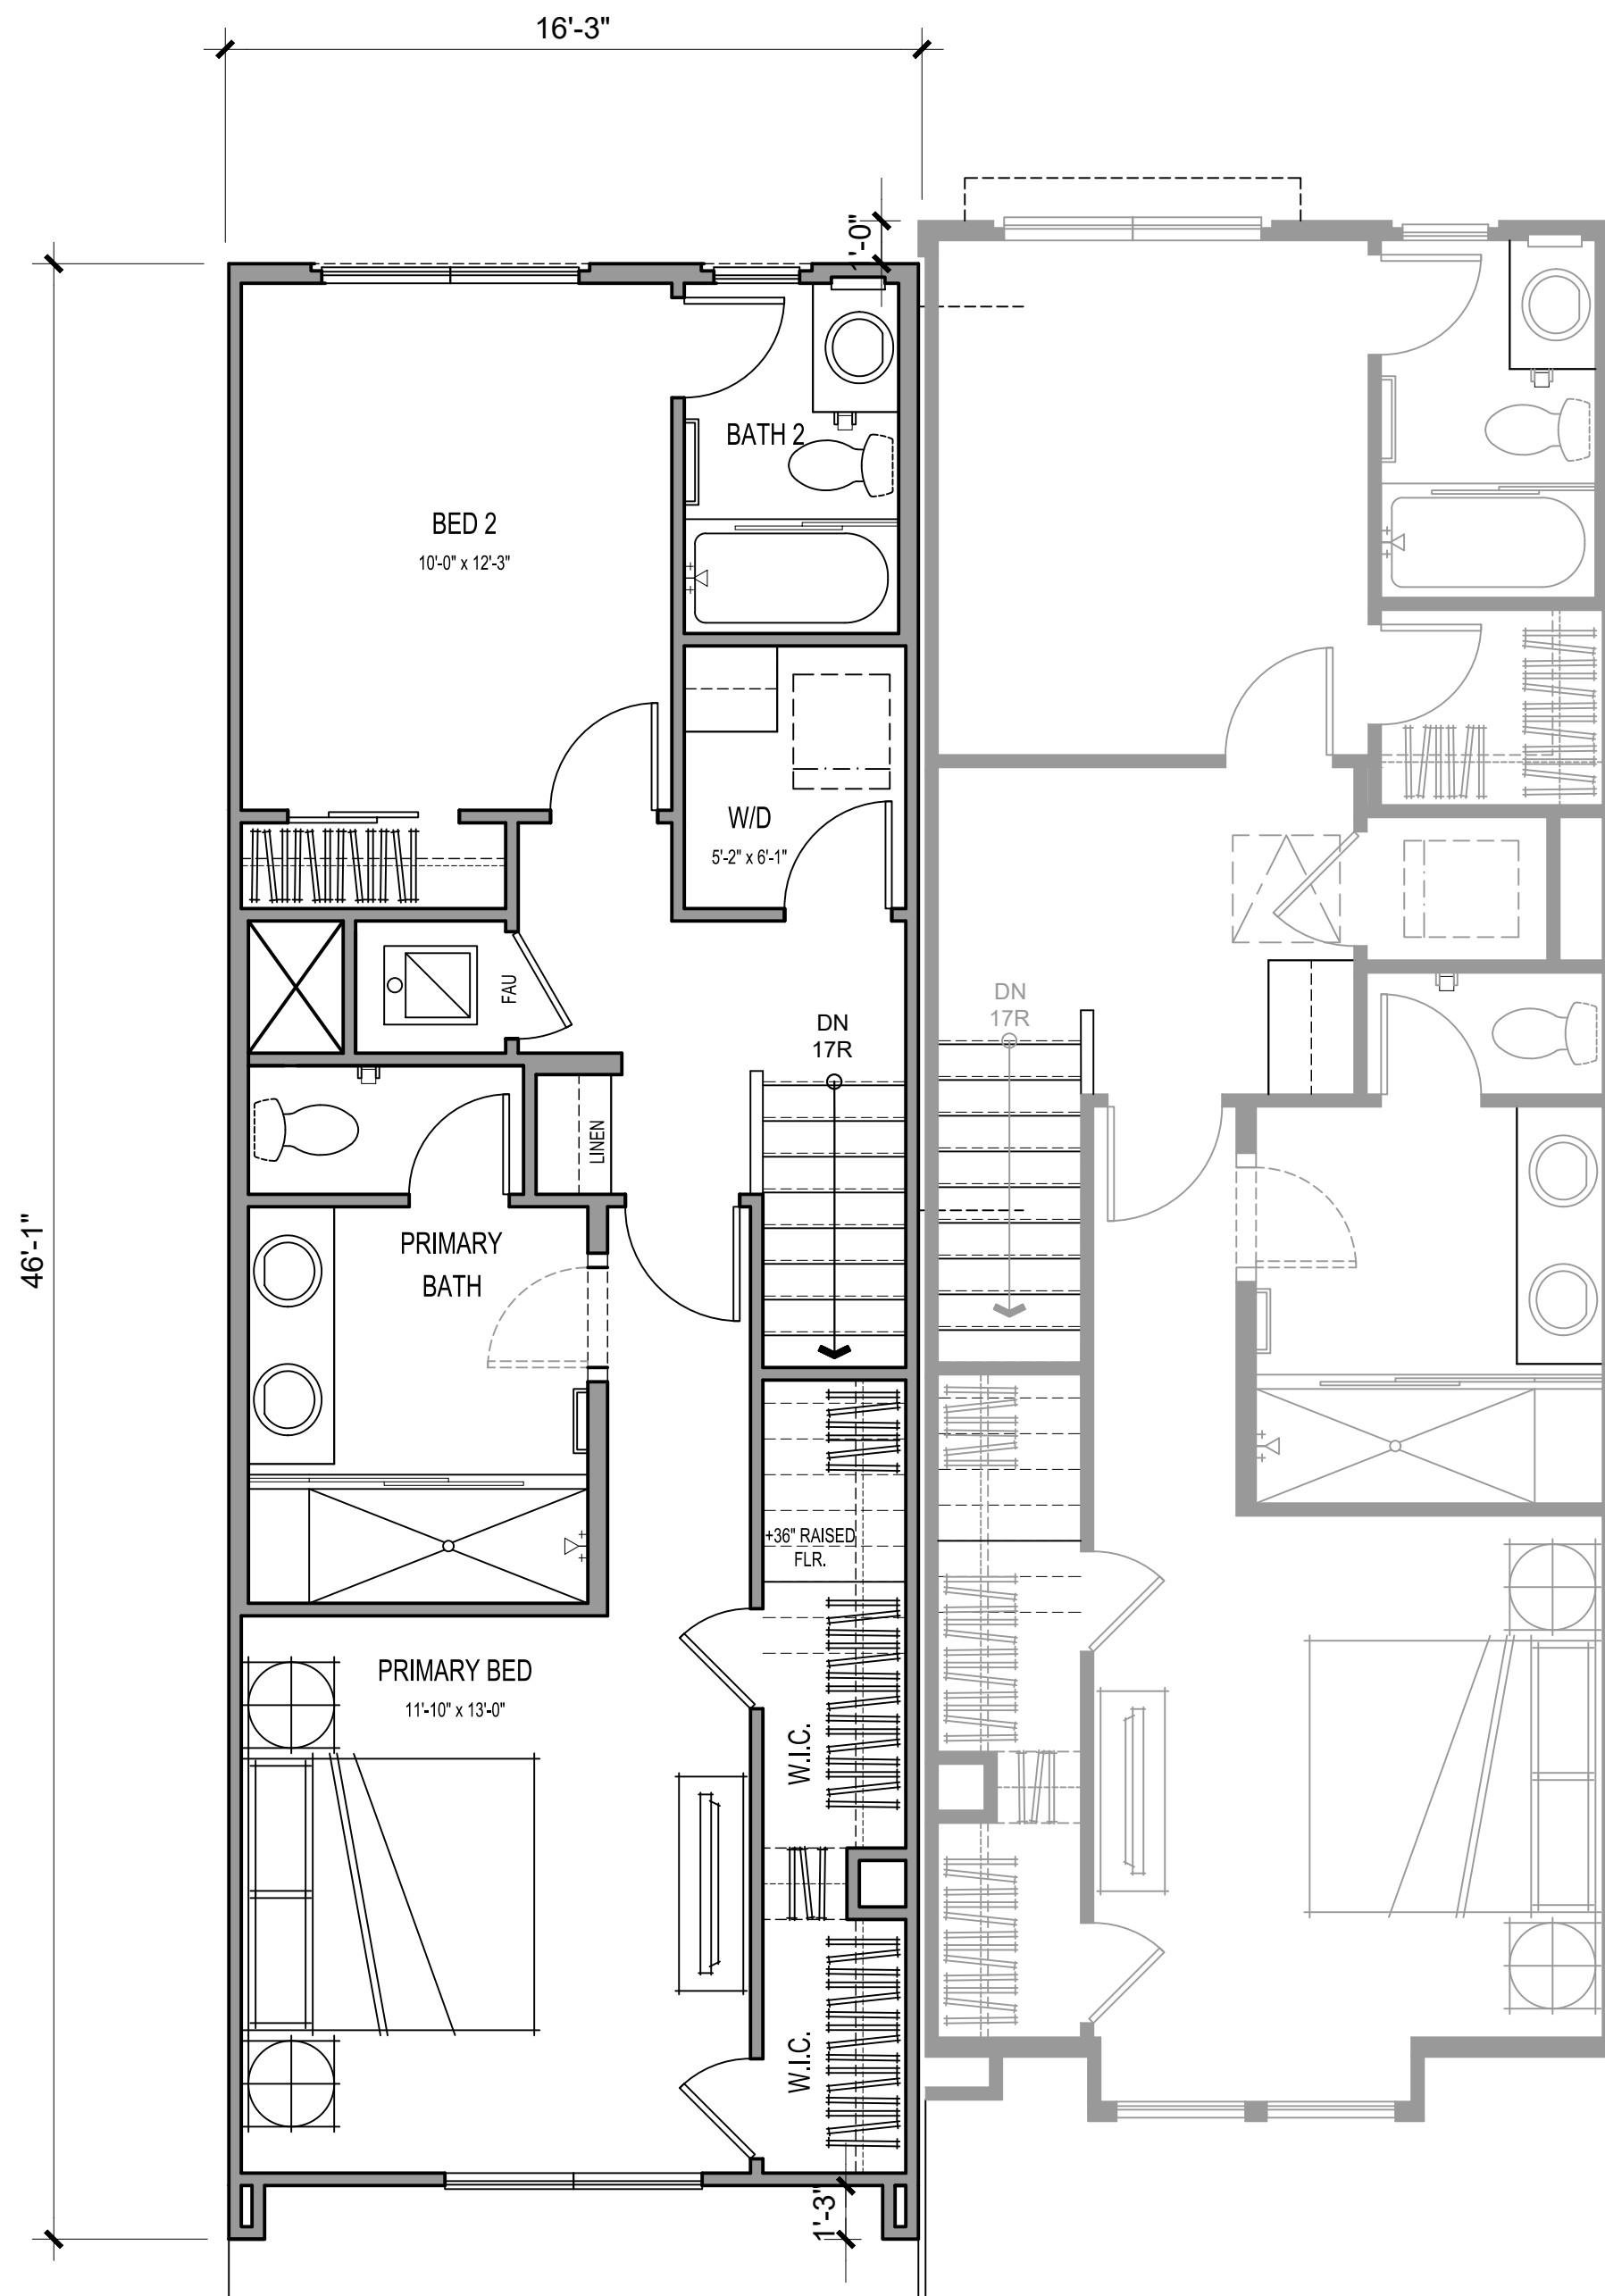 16'-3"
'-0"
BATH 2
BED 2
10'-0" x 12'-3"
W/D
5'-2" x 6'-1"
FAU
DN
17R
DN
17R
LINEN
46'-1"
PRIMARY
BATH
+36" RAISED
FLR.
PRIMARY BED
11'-10" x 13'-0"
W.I.C.
W.I.C.
1'-3"